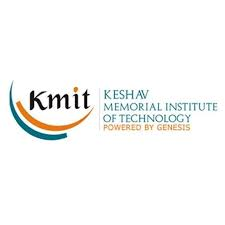 Kmit
KESHAV
MEMORIAL INSTITUTE
OF TECHNOLOGY
POWERED BY GENESIS